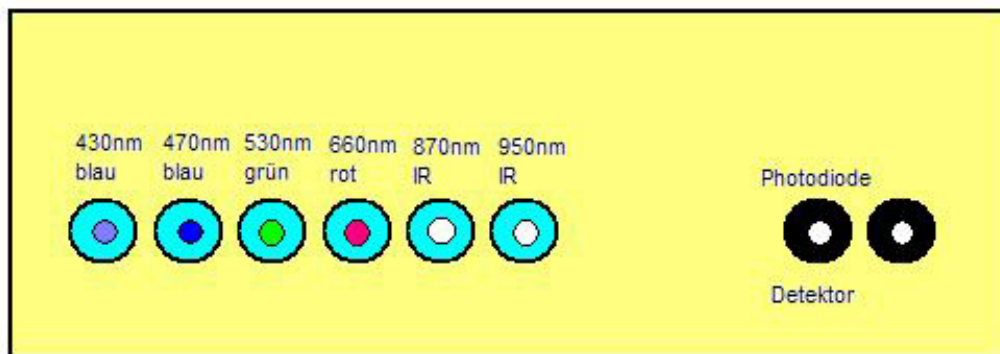 430nm 470nm 530nm 660nm 870nm 950nm
blau blau grün rot IR IR
Photodiode
Detektor